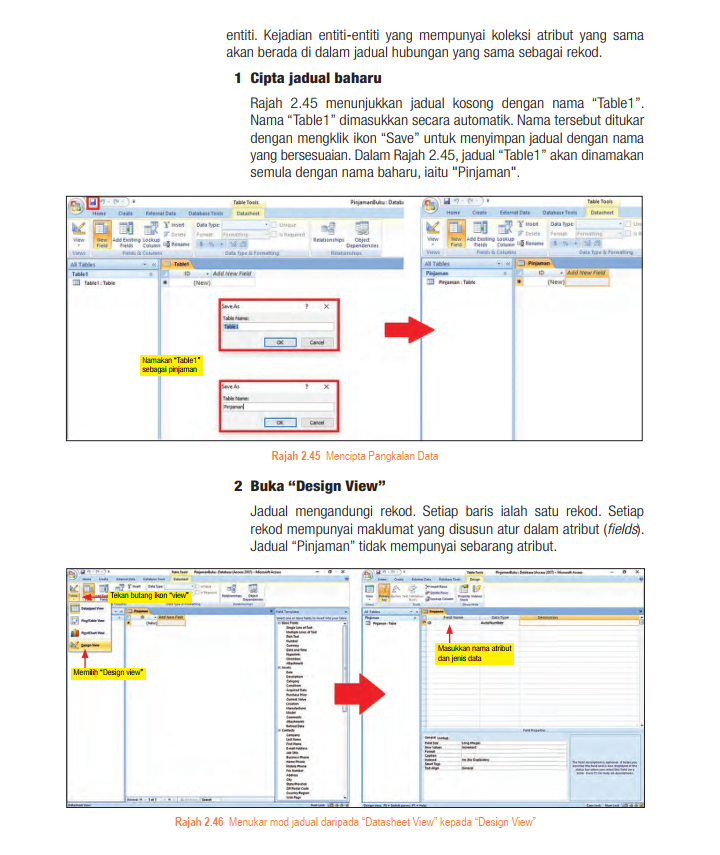 entiti. Kejadian entiti-entiti yang mempunyai koleksi atribut yang sama
akan berada di dalam jadual hubungan yang sama sebagai rekod.
1 Cipta jadual baharu
Rajah 2.45 menunjukkan jadual kosong dengan nama “Table1”.
Nama “Table1” dimasukkan secara automatik. Nama tersebut ditukar
dengan mengklik ikon “Save” untuk menyimpan jadual dengan nama
yang bersesuaian. Dalam Rajah 2.45, jadual “Table1” akan dinamakan
semula dengan nama baharu, iaitu "Pinjaman".
Table Tools
PinjamanBuku : Databa
Home Create External Data Database Tools Datasheet
View
New Field
Add Existing Fields
Lookup Column
Insert
Delete
Rename
Data Type:
Format: Formatting
Unique
Is Required
Relationships
Object Dependencies
Views Fields & Columns Data Type & Formatting Relationships
All Tables
Table1
Table1 : Table
Table1
ID Add New Field
(New)
Save As ? X
Table Name:
Table1
OK Cancel
Namakan “Table1”
sebagai pinjaman
Save As ? X
Table Name:
Pinjaman
OK Cancel
Table Tools
Home Create External Data Database Tools Datasheet
View
New Field
Add Existing Fields
Lookup Column
Insert
Delete
Rename
Data Type:
Format: Formatting
Views Fields & Columns Data Type & Formatting
All Tables
Pinjaman
Pinjaman : Table
Pinjaman
ID Add New Field
(New)
Rajah 2.45 Mencipta Pangkalan Data
2 Buka “Design View”
Jadual mengandungi rekod. Setiap baris ialah satu rekod. Setiap
rekod mempunyai maklumat yang disusun atur dalam atribut (fields).
Jadual “Pinjaman” tidak mempunyai sebarang atribut.
Tekan butang ikon “view”
Datasheet View
PivotTable View
PivotChart View
Design View
Memilih “Design view”
Pinjaman
Add New Field
Masukkan nama atribut
dan jenis data
Field Name Data Type Description
ID AutoNumber
Field Properties
General Lookup
Rajah 2.46 Menukar mod jadual daripada “Datasheet View” kepada “Design View”